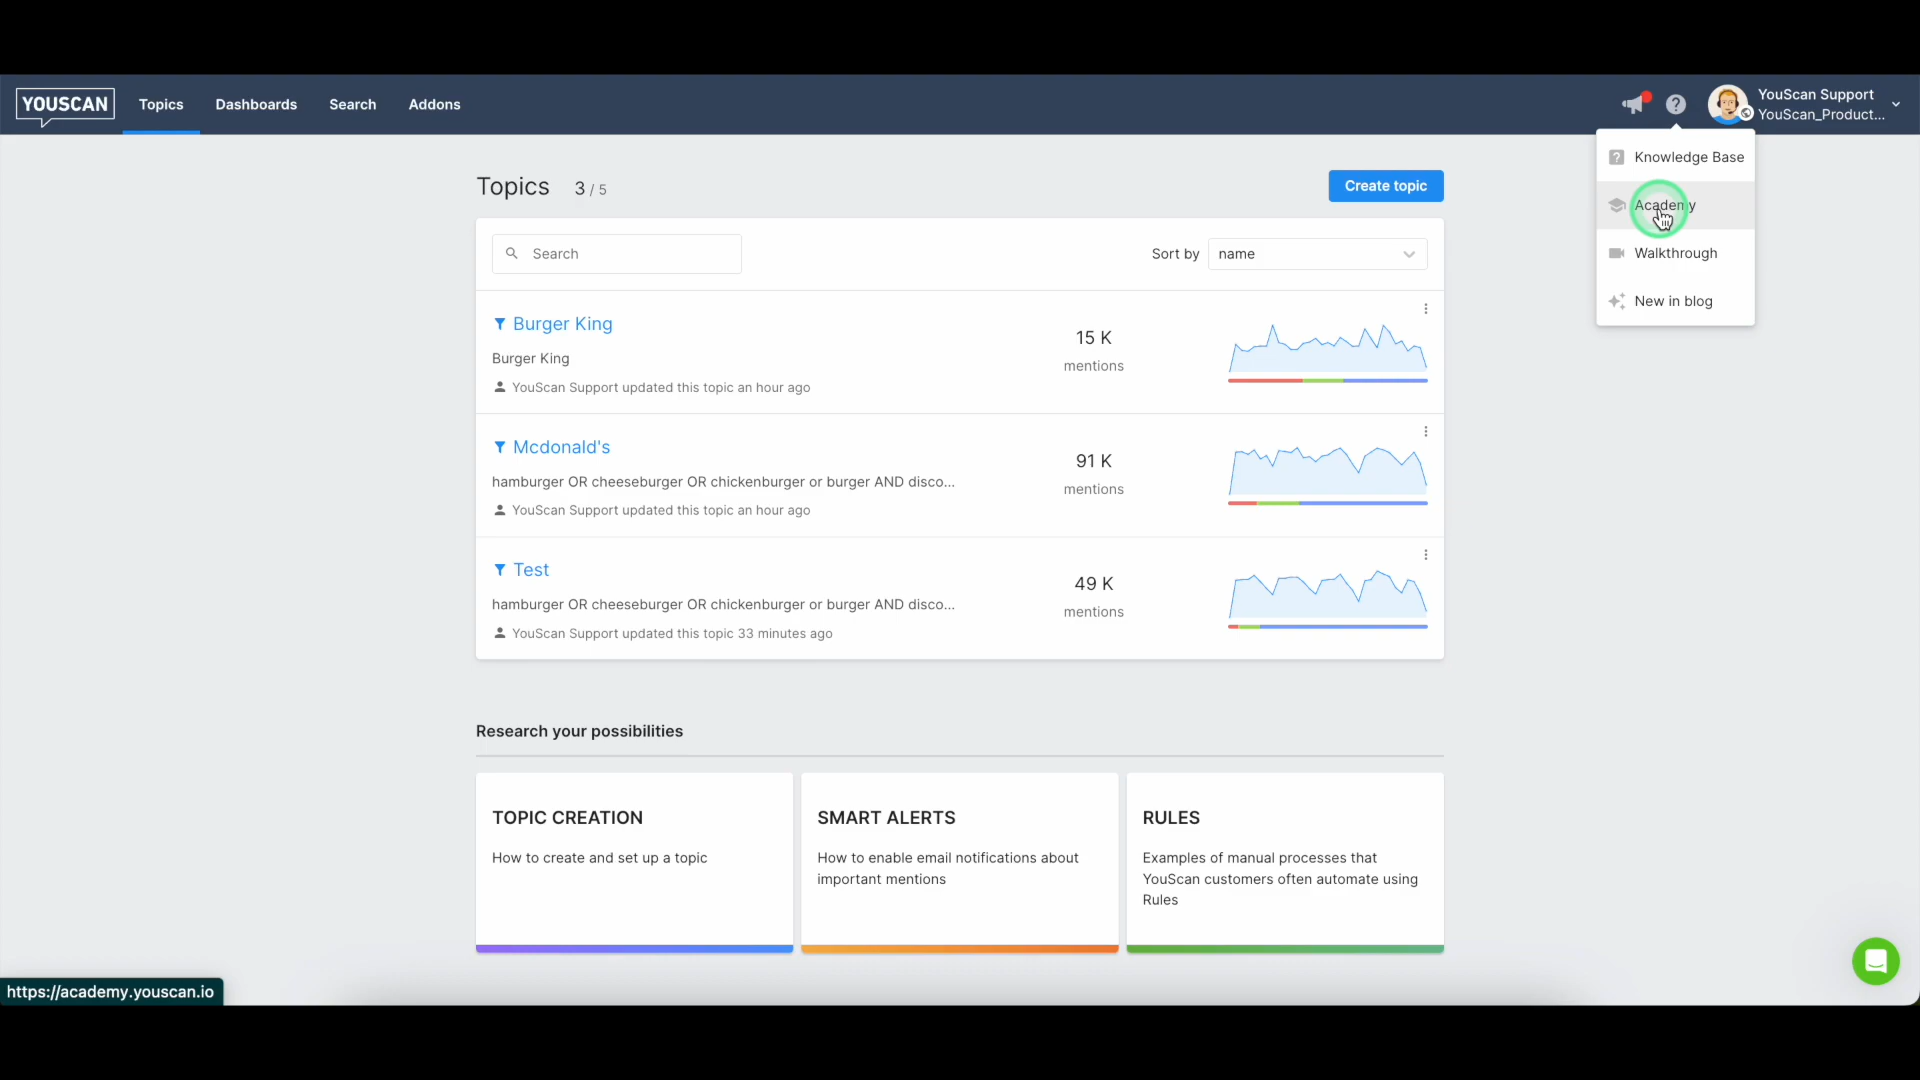 YOUSCAN
Topics
Dashboards
Search
Addons
?
YouScan Support
YouScan_Product...
? Knowledge Base
Academy
Walkthrough
New in blog
Topics 3 / 5
Create topic
Search
Sort by name
Burger King
Burger King
YouScan Support updated this topic an hour ago
15 K
mentions
Mcdonald's
hamburger OR cheeseburger OR chickenburger or burger AND disco...
YouScan Support updated this topic an hour ago
91 K
mentions
Test
hamburger OR cheeseburger OR chickenburger or burger AND disco...
YouScan Support updated this topic 33 minutes ago
49 K
mentions
Research your possibilities
TOPIC CREATION
How to create and set up a topic
SMART ALERTS
How to enable email notifications about
important mentions
RULES
Examples of manual processes that
YouScan customers often automate using
Rules
https://academy.youscan.io